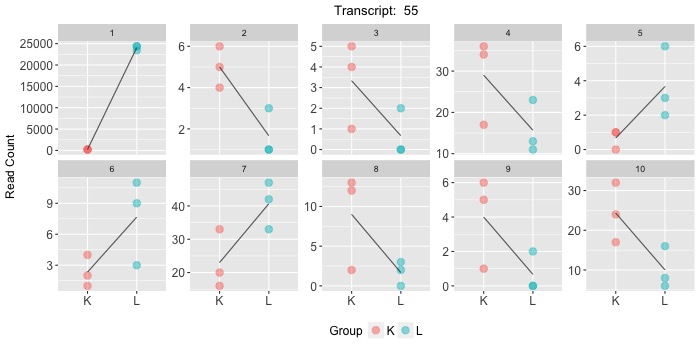 Transcript: 55
1 2 3 4 5
25000 20000 15000 10000 5000 0
6 4 2
5 4 3 2 1 0
30 20 10
6 4 2 0
Read Count
6 7 8 9 10
9 6 3
40 30 20
10 5 0
6 4 2 0
30 20 10
K L K L K L K L K L
Group K L